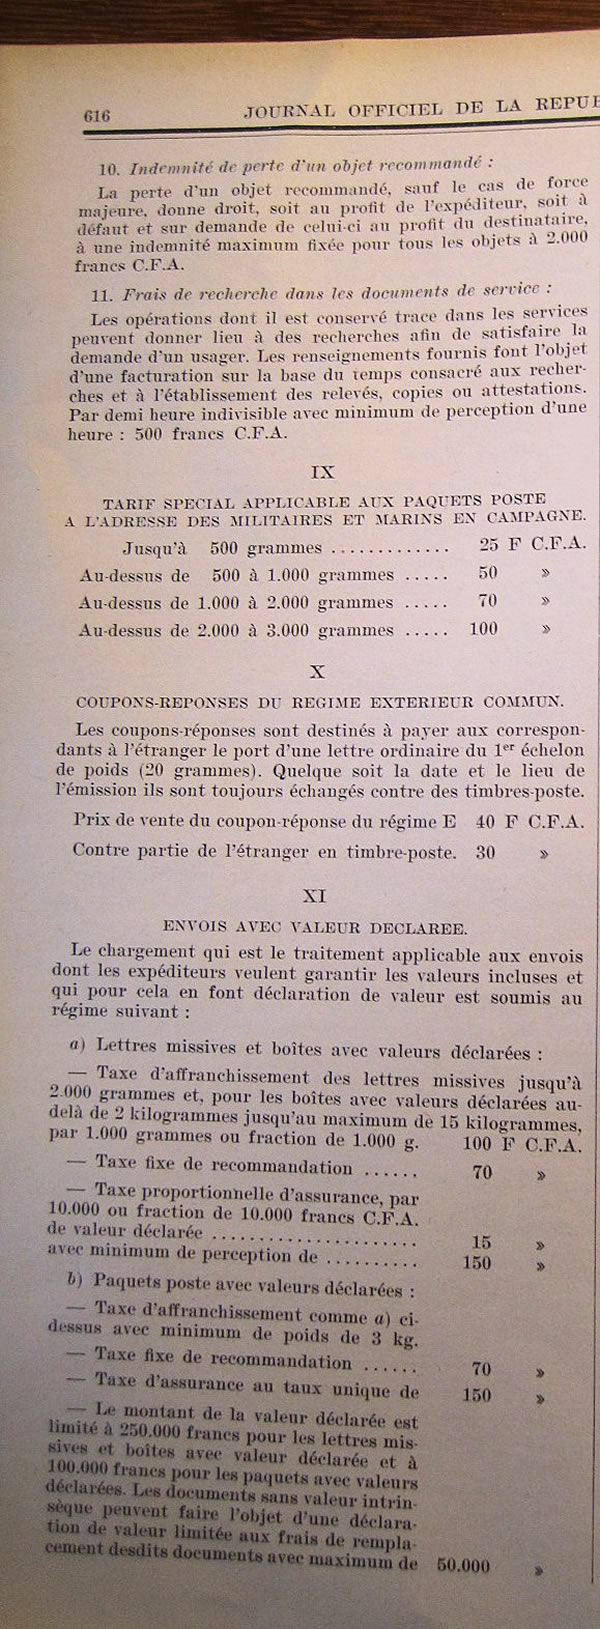 616 JOURNAL OFFICIEL DE LA REPUB
10. Indemnité de perte d'un objet recommandé :
La perte d'un objet recommandé, sauf le cas de force
majeure, donne droit, soit au profit de l'expéditeur, soit à
défaut et sur demande de celui-ci au profit du destinataire,
à une indemnité maximum fixée pour tous les objets à 2.000
francs C.F.A.
11. Frais de recherche dans les documents de service :
Les opérations dont il est conservé trace dans les services
peuvent donner lieu à des recherches afin de satisfaire la
demande d'un usager. Les renseignements fournis font l'objet
d'une facturation sur la base du temps consacré aux recher-
ches et à l'établissement des relevés, copies ou attestations.
Par demi heure indivisible avec minimum de perception d'une
heure : 500 francs C.F.A.
IX
TARIF SPECIAL APPLICABLE AUX PAQUETS POSTE
A L'ADRESSE DES MILITAIRES ET MARINS EN CAMPAGNE.
Jusqu'à 500 grammes ............. 25 F C.F.A.
Au-dessus de 500 à 1.000 grammes ..... 50 »
Au-dessus de 1.000 à 2.000 grammes ..... 70 »
Au-dessus de 2.000 à 3.000 grammes ..... 100 »
X
COUPONS-REPONSES DU REGIME EXTERIEUR COMMUN.
Les coupons-réponses sont destinés à payer aux correspon-
dants à l'étranger le port d'une lettre ordinaire du 1er échelon
de poids (20 grammes). Quelque soit la date et le lieu de
l'émission ils sont toujours échangés contre des timbres-poste.
Prix de vente du coupon-réponse du régime E 40 F C.F.A.
Contre partie de l'étranger en timbre-poste. 30 »
XI
ENVOIS AVEC VALEUR DECLAREE.
Le chargement qui est le traitement applicable aux envois
dont les expéditeurs veulent garantir les valeurs incluses et
qui pour cela en font déclaration de valeur est soumis au
régime suivant :
a) Lettres missives et boîtes avec valeurs déclarées :
— Taxe d'affranchissement des lettres missives jusqu'à
2.000 grammes et, pour les boîtes avec valeurs déclarées au-
delà de 2 kilogrammes jusqu'au maximum de 15 kilogrammes,
par 1.000 grammes ou fraction de 1.000 g. 100 F C.F.A.
— Taxe fixe de recommandation ...... 70 »
— Taxe proportionnelle d'assurance, par
10.000 ou fraction de 10.000 francs C.F.A.
de valeur déclarée ...................... 15 »
avec minimum de perception de .......... 150 »
b) Paquets poste avec valeurs déclarées :
— Taxe d'affranchissement comme a) ci-
dessus avec minimum de poids de 3 kg.
— Taxe fixe de recommandation ...... 70 »
— Taxe d'assurance au taux unique de 150 »
— Le montant de la valeur déclarée est
limité à 250.000 francs pour les lettres mis-
sives et boîtes avec valeur déclarée et à
100.000 francs pour les paquets avec valeurs
déclarées. Les documents sans valeur intrin-
sèque peuvent faire l'objet d'une déclara-
tion de valeur limitée aux frais de rempla-
cement desdits documents avec maximum de 50.000 »